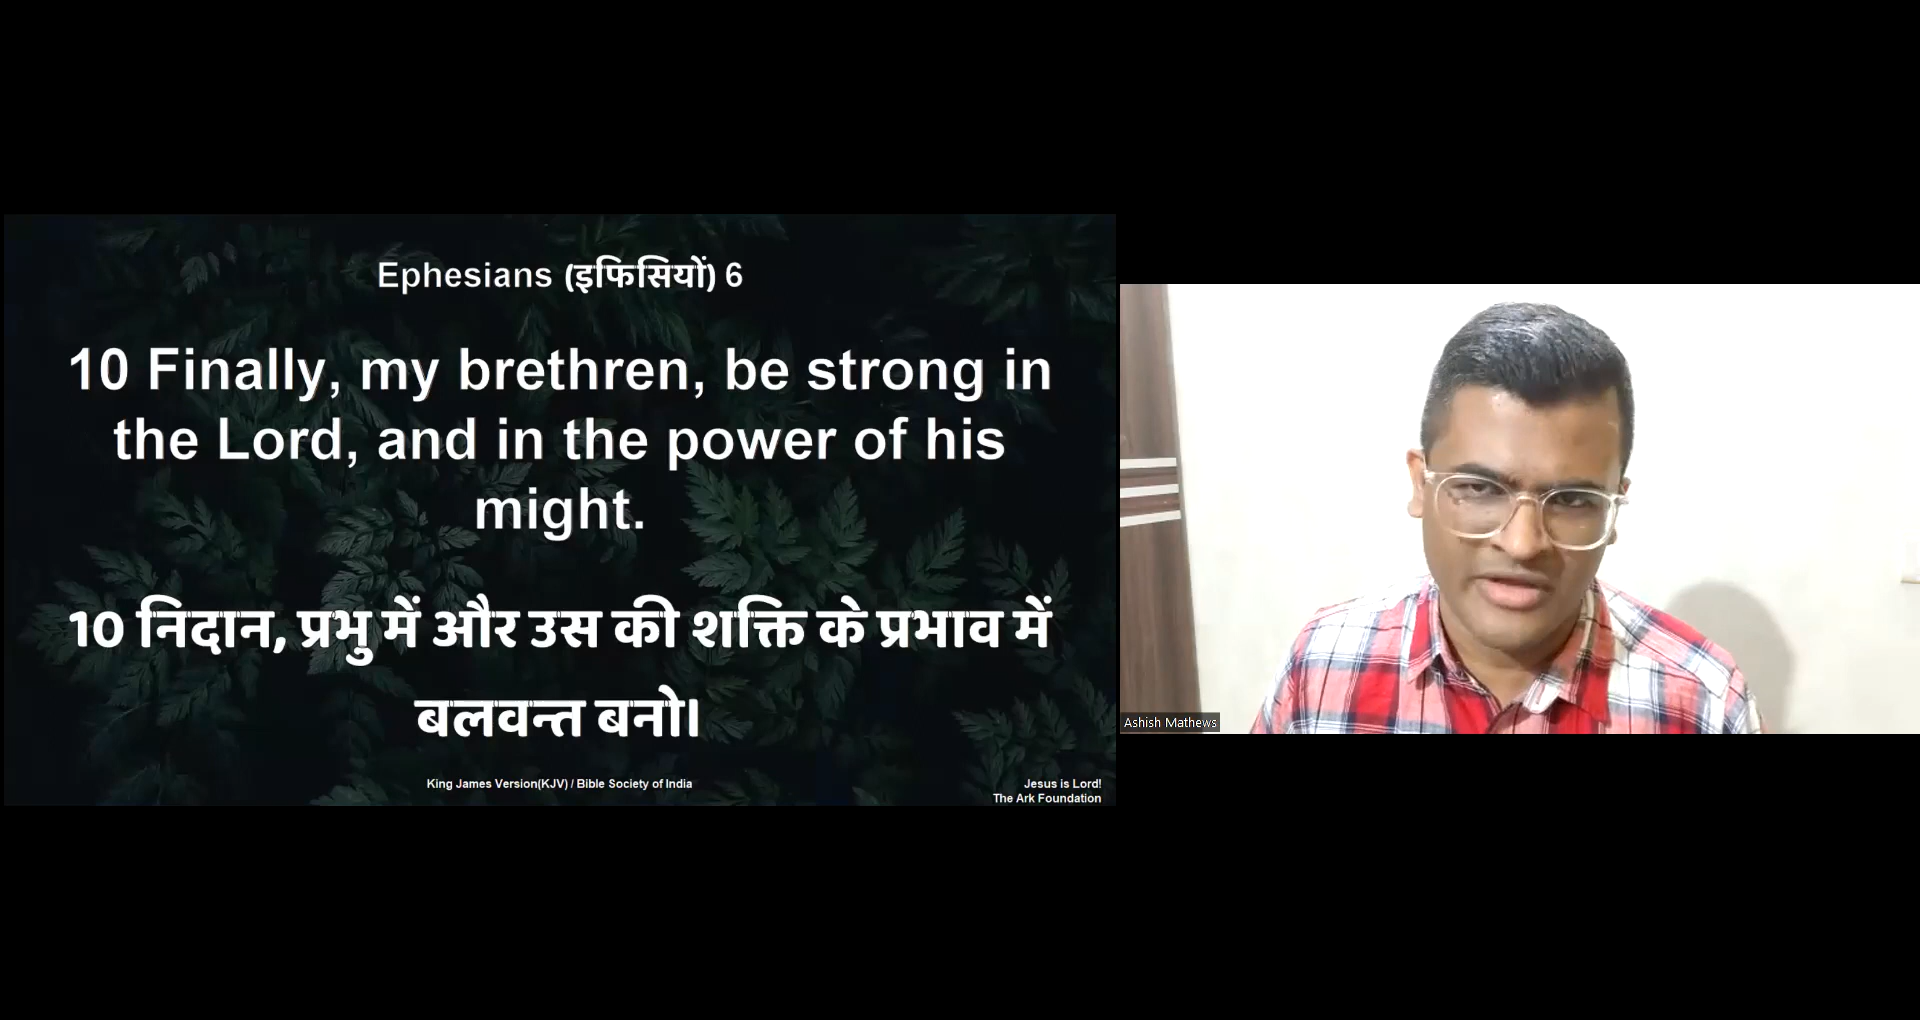 Ephesians (इफिसियों) 6
10 Finally, my brethren, be strong in
the Lord, and in the power of his
might.
10 निदान, प्रभु में और उस की शक्ति के प्रभाव में
बलवन्त बनो।
King James Version(KJV) / Bible Society of India
Jesus is Lord!
The Ark Foundation
Ashish Mathews